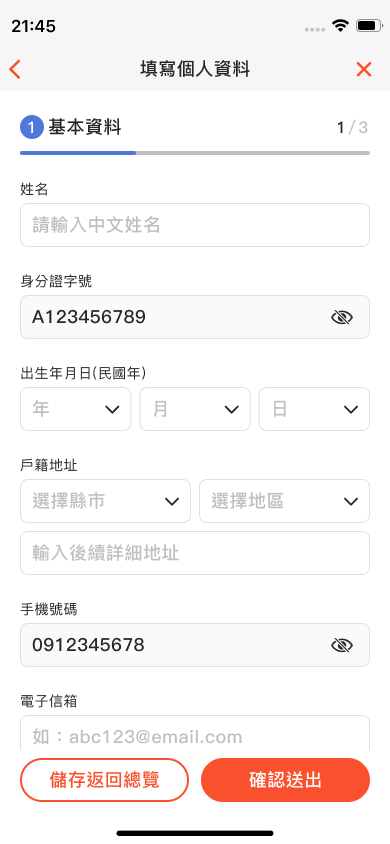 21:45
填寫個人資料
1 基本資料 1 / 3
姓名
請輸入中文姓名
身分證字號
A123456789
出生年月日(民國年)
年 月 日
戶籍地址
選擇縣市 選擇地區
輸入後續詳細地址
手機號碼
0912345678
電子信箱
如：abc123@email.com
儲存返回總覽 確認送出